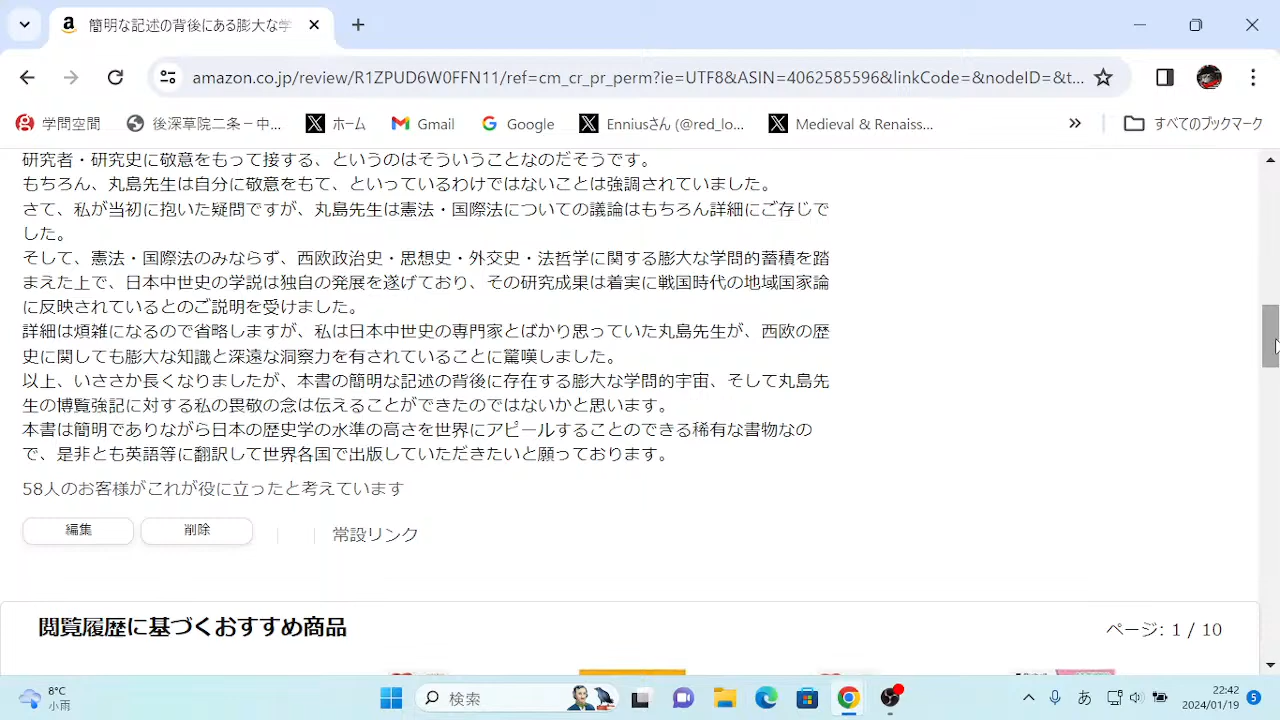 簡明な記述の背後にある膨大な学
amazon.co.jp/review/R1ZPUD6W0FFN11/ref=cm_cr_pr_perm?ie=UTF8&ASIN=4062585596&linkCode=&nodeID=&t...
学問空間 後深草院二条－中... ホーム Gmail Google Enniusさん (@red_lo... Medieval & Renaiss... すべてのブックマーク
研究者・研究史に敬意をもって接する、というのはそういうことなのだそうです。
もちろん、丸島先生は自分に敬意をもて、といっているわけではないことは強調されていました。
さて、私が当初に抱いた疑問ですが、丸島先生は憲法・国際法についての議論はもちろん詳細にご存じで
した。
そして、憲法・国際法のみならず、西欧政治史・思想史・外交史・法哲学に関する膨大な学問的蓄積を踏
まえた上で、日本中世史の学説は独自の発展を遂げており、その研究成果は着実に戦国時代の地域国家論
に反映されているとのご説明を受けました。
詳細は煩雑になるので省略しますが、私は日本中世史の専門家とばかり思っていた丸島先生が、西欧の歴
史に関しても膨大な知識と深遠な洞察力を有されていることに驚嘆しました。
以上、いささか長くなりましたが、本書の簡明な記述の背後に存在する膨大な学問的宇宙、そして丸島先
生の博覧強記に対する私の畏敬の念は伝えることができたのではないかと思います。
本書は簡明でありながら日本の歴史学の水準の高さを世界にアピールすることのできる稀有な書物なの
で、是非とも英語等に翻訳して世界各国で出版していただきたいと願っております。
58人のお客様がこれが役に立ったと考えています
編集 削除 常設リンク
閲覧履歴に基づくおすすめ商品 ページ: 1 / 10
8°C
小雨
検索
あ
22:42
2024/01/19
5